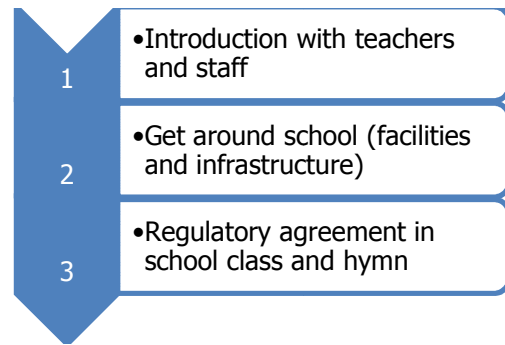 1
•Introduction with teachers
and staff
2
•Get around school (facilities
and infrastructure)
3
•Regulatory agreement in
school class and hymn